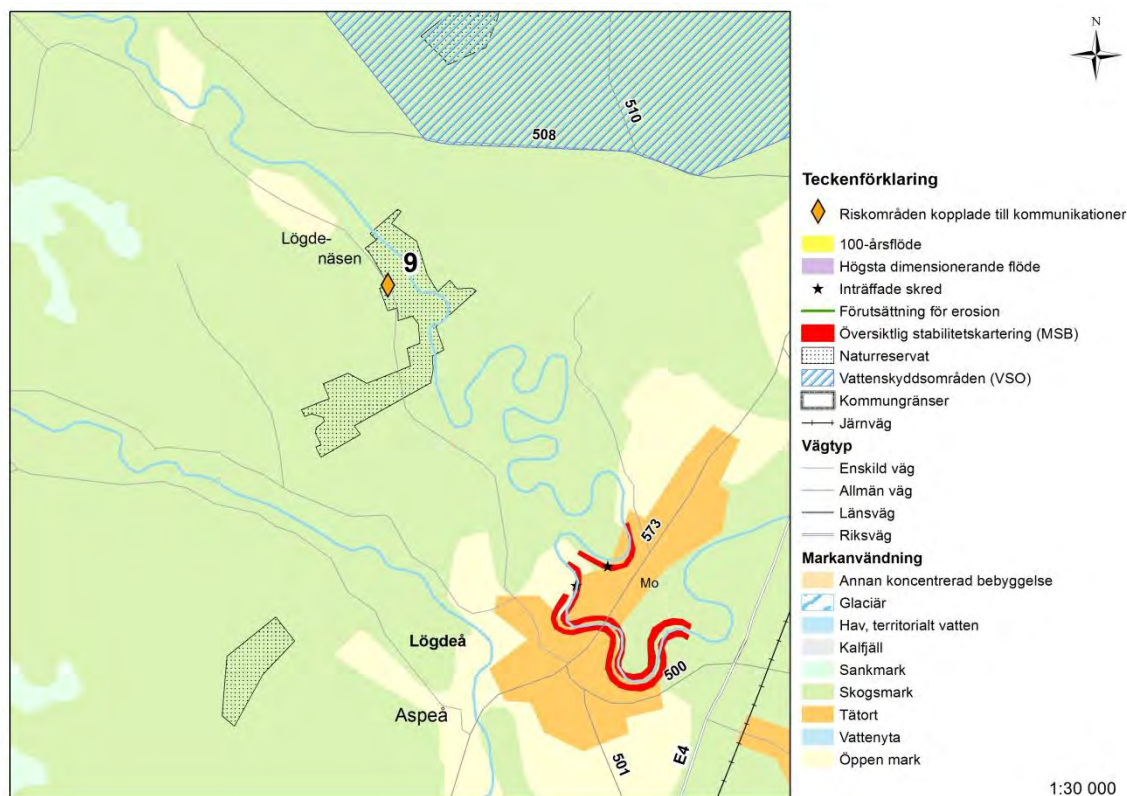 N
510
508
Lögde-
näsen
9
573
Mo
Lögdeå
500
Aspeå
501
E4
Teckenförklaring
Riskområden kopplade till kommunikationer
100-årsflöde
Högsta dimensionerande flöde
Inträffade skred
Förutsättning för erosion
Översiktlig stabilitetskartering (MSB)
Naturreservat
Vattenskyddsområden (VSO)
Kommungränser
Järnväg
Vägtyp
Enskild väg
Allmän väg
Länsväg
Riksväg
Markanvändning
Annan koncentrerad bebyggelse
Glaciär
Hav, territorialt vatten
Kalfjäll
Sankmark
Skogsmark
Tätort
Vattenyta
Öppen mark
1:30 000